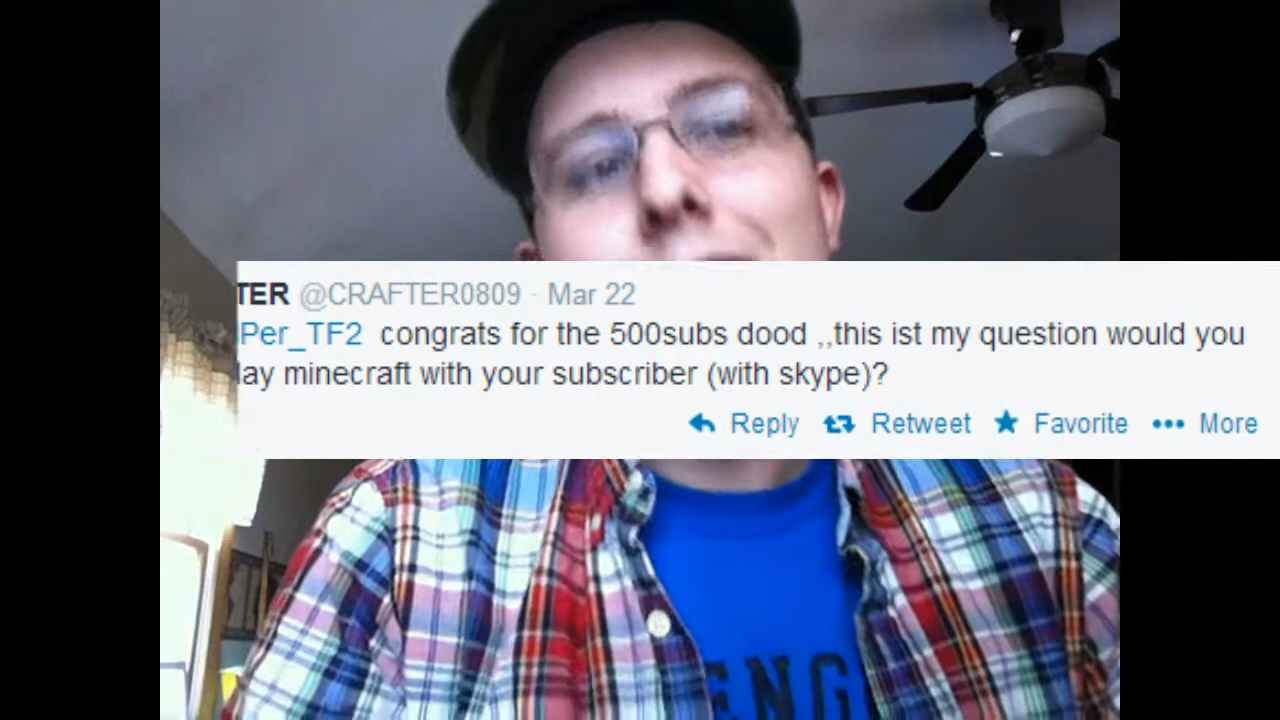 TER @CRAFTER0809 · Mar 22
Per_TF2 congrats for the 500subs dood ,,this ist my question would you
lay minecraft with your subscriber (with skype)?
Reply Retweet Favorite More
ENG